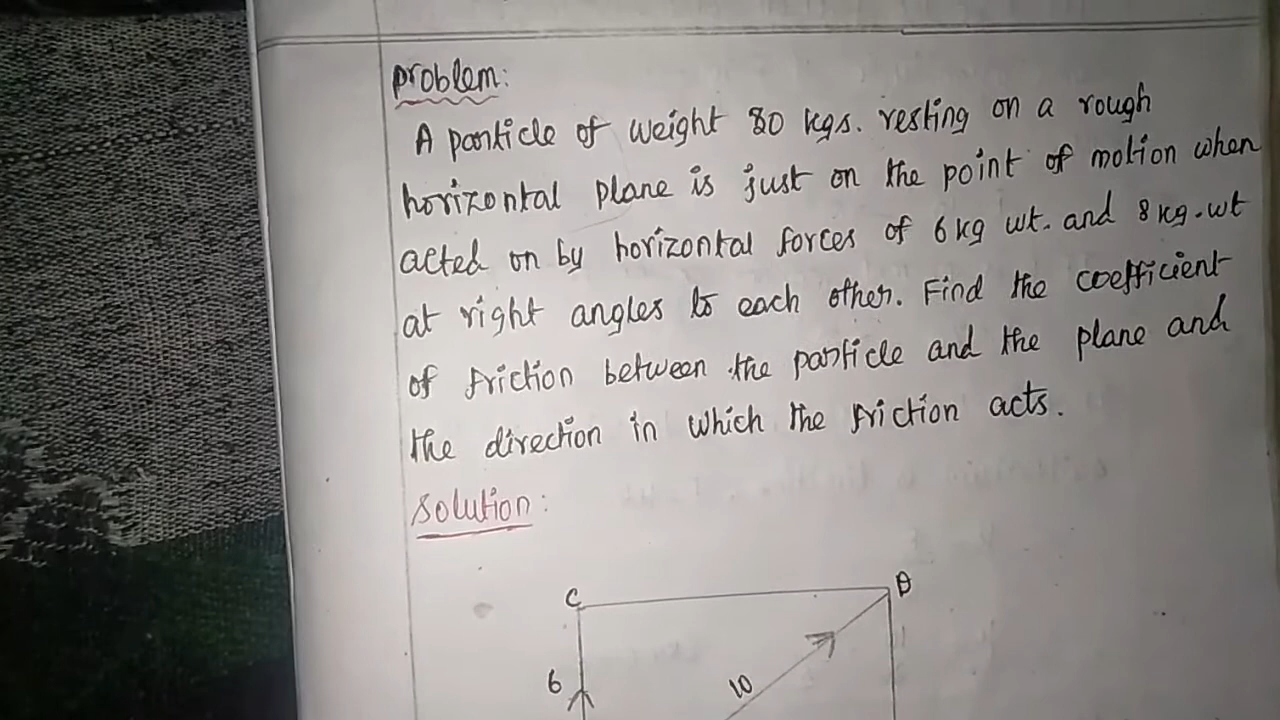 problem:
A particle of weight 80 kgs. resting on a rough
horizontal plane is just on the point of motion when
acted on by horizontal forces of 6 kg wt. and 8 kg.wt
at right angles to each other. Find the coefficient
of friction between the particle and the plane and
the direction in which the friction acts.
solution:
C
D
6
10